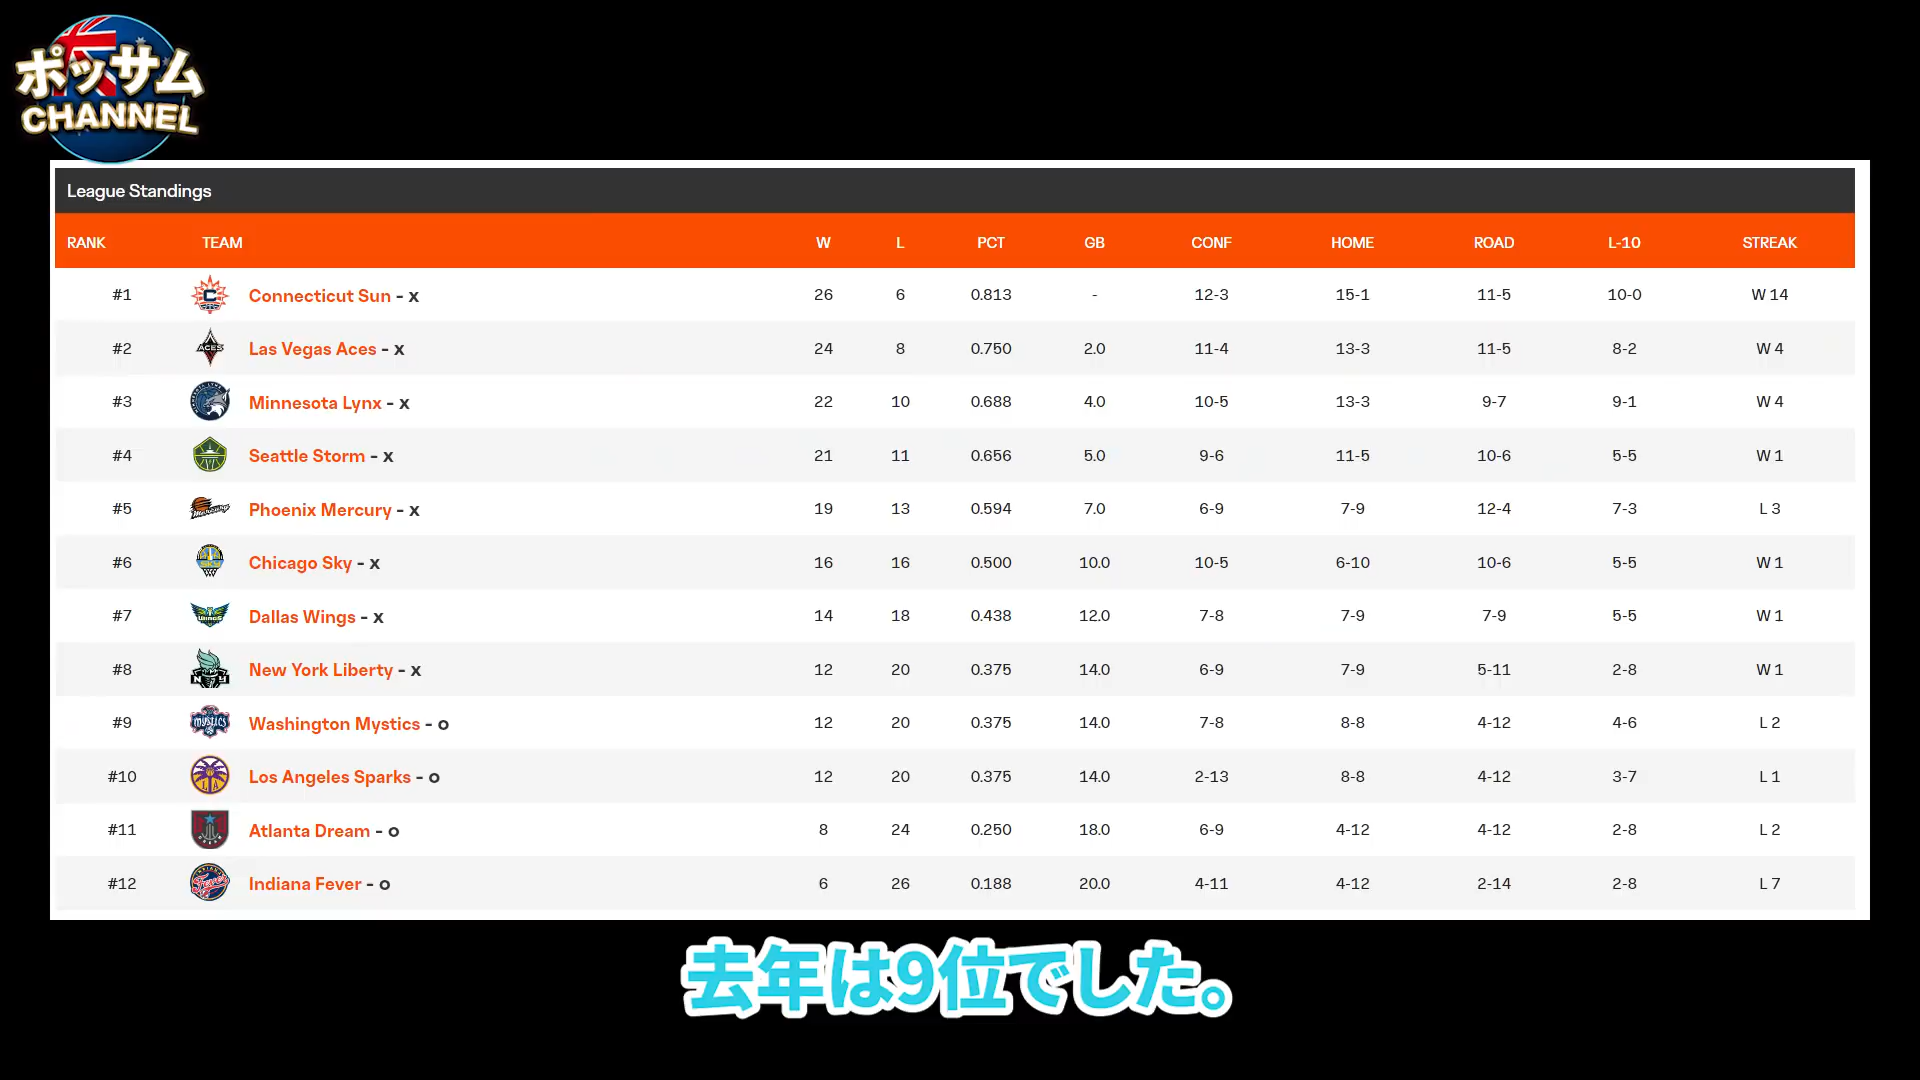 ポッサム
CHANNEL
League Standings
RANK TEAM W L PCT GB CONF HOME ROAD L-10 STREAK
#1 Connecticut Sun - x 26 6 0.813 - 12-3 15-1 11-5 10-0 W 14
#2 Las Vegas Aces - x 24 8 0.750 2.0 11-4 13-3 11-5 8-2 W 4
#3 Minnesota Lynx - x 22 10 0.688 4.0 10-5 13-3 9-7 9-1 W 4
#4 Seattle Storm - x 21 11 0.656 5.0 9-6 11-5 10-6 5-5 W 1
#5 Phoenix Mercury - x 19 13 0.594 7.0 6-9 7-9 12-4 7-3 L 3
#6 Chicago Sky - x 16 16 0.500 10.0 10-5 6-10 10-6 5-5 W 1
#7 Dallas Wings - x 14 18 0.438 12.0 7-8 7-9 7-9 5-5 W 1
#8 New York Liberty - x 12 20 0.375 14.0 6-9 7-9 5-11 2-8 W 1
#9 Washington Mystics - o 12 20 0.375 14.0 7-8 8-8 4-12 4-6 L 2
#10 Los Angeles Sparks - o 12 20 0.375 14.0 2-13 8-8 4-12 3-7 L 1
#11 Atlanta Dream - o 8 24 0.250 18.0 6-9 4-12 4-12 2-8 L 2
#12 Indiana Fever - o 6 26 0.188 20.0 4-11 4-12 2-14 2-8 L 7
去年は9位でした。